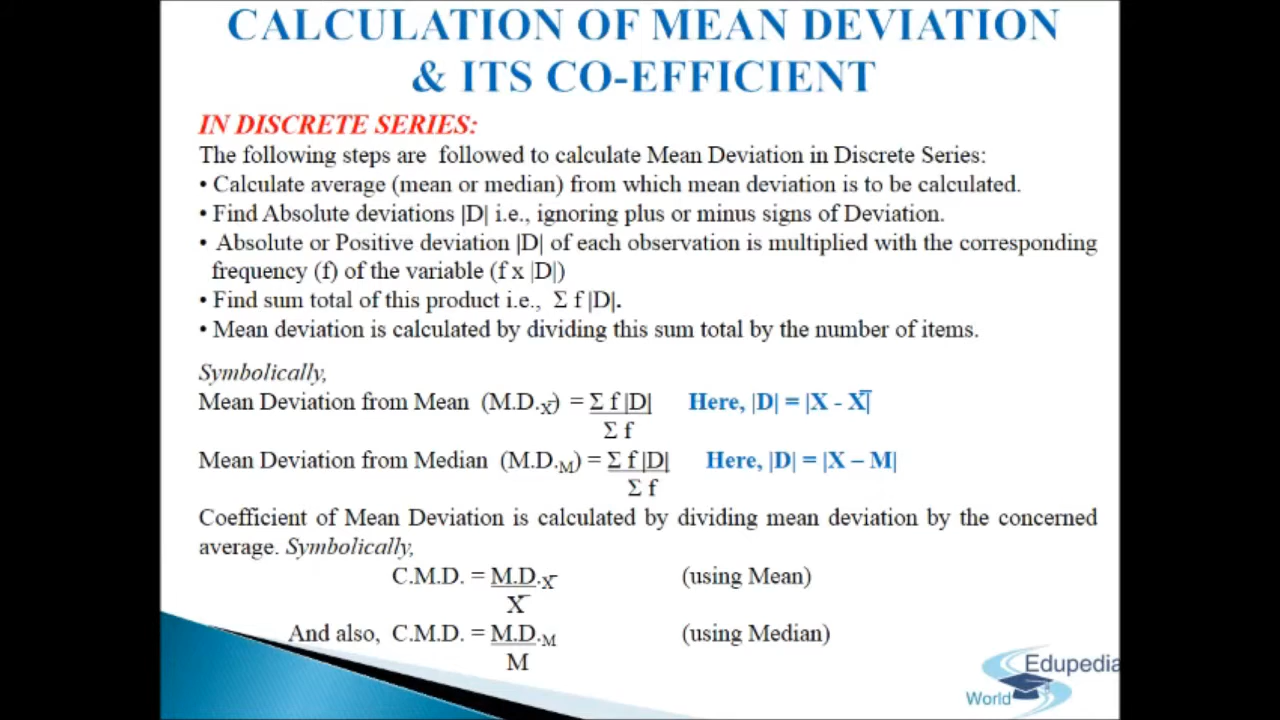 CALCULATION OF MEAN DEVIATION
& ITS CO-EFFICIENT
IN DISCRETE SERIES:
The following steps are followed to calculate Mean Deviation in Discrete Series:
• Calculate average (mean or median) from which mean deviation is to be calculated.
• Find Absolute deviations |D| i.e., ignoring plus or minus signs of Deviation.
• Absolute or Positive deviation |D| of each observation is multiplied with the corresponding
frequency (f) of the variable (f x |D|)
• Find sum total of this product i.e., Σ f |D|.
• Mean deviation is calculated by dividing this sum total by the number of items.
Symbolically,
Mean Deviation from Mean (M.D.X̅) = Σ f |D| Here, |D| = |X - X̅|
Σ f
Mean Deviation from Median (M.D.M) = Σ f |D| Here, |D| = |X – M|
Σ f
Coefficient of Mean Deviation is calculated by dividing mean deviation by the concerned
average. Symbolically,
C.M.D. = M.D.X̅ (using Mean)
X̅
And also, C.M.D. = M.D.M (using Median)
M
Edupedia
World